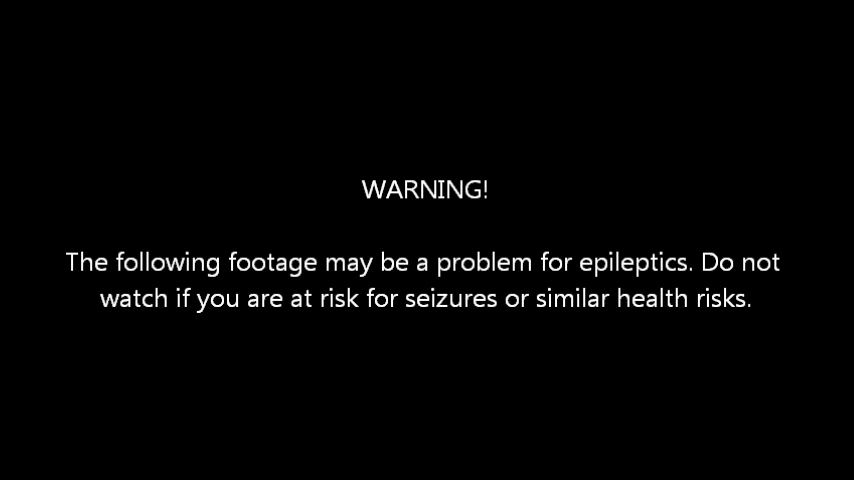 WARNING!
The following footage may be a problem for epileptics. Do not
watch if you are at risk for seizures or similar health risks.